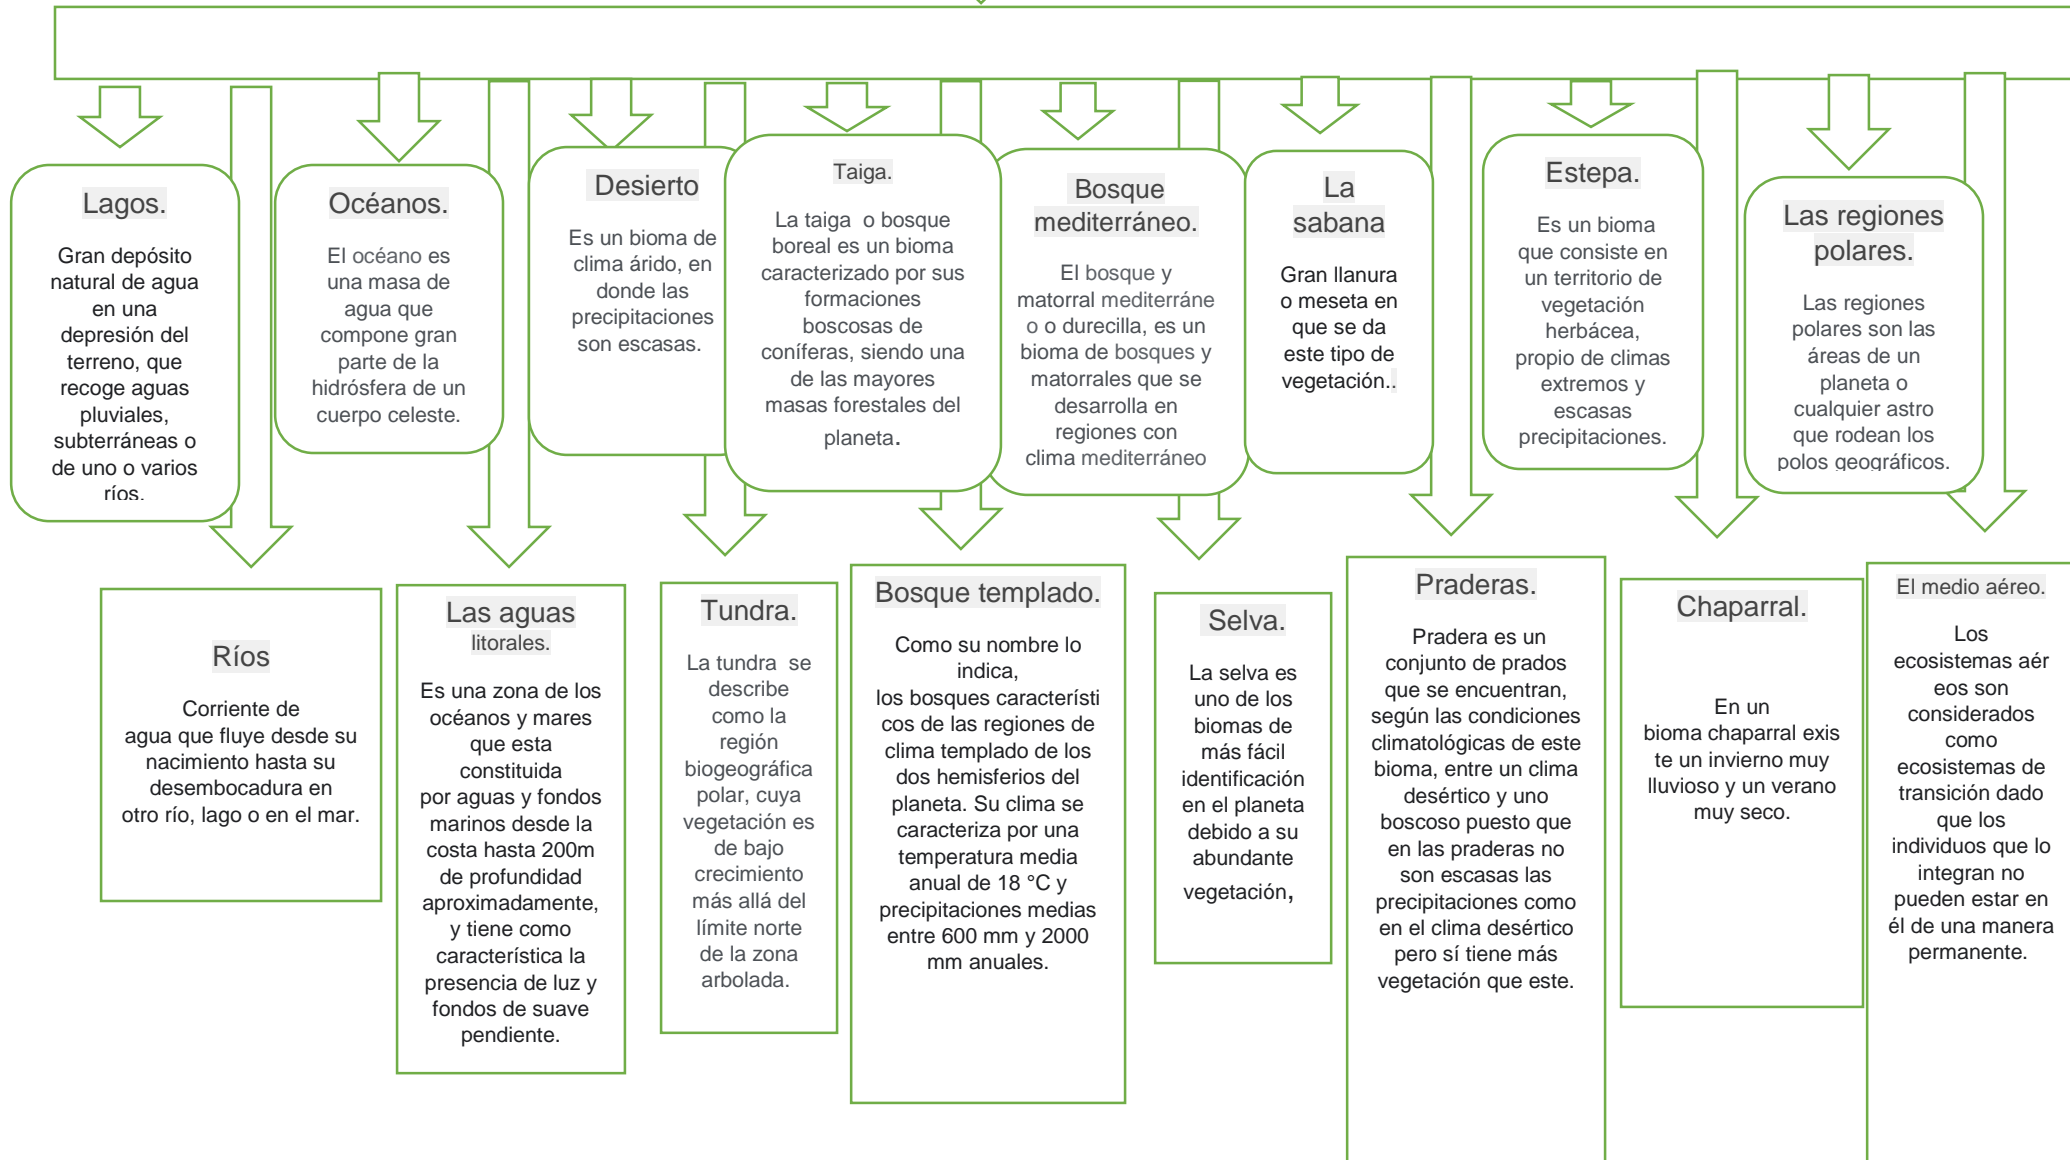 Lagos.
Gran depósito
natural de agua
en una
depresión del
terreno, que
recoge aguas
pluviales,
subterráneas o
de uno o varios
ríos.
Océanos.
El océano es
una masa de
agua que
compone gran
parte de la
hidrósfera de un
cuerpo celeste.
Desierto
Es un bioma de
clima árido, en
donde las
precipitaciones
son escasas.
Taiga.
La taiga o bosque
boreal es un bioma
caracterizado por sus
formaciones
boscosas de
coníferas, siendo una
de las mayores
masas forestales del
planeta.
Bosque
mediterráneo.
El bosque y
matorral mediterráne
o o durecilla, es un
bioma de bosques y
matorrales que se
desarrolla en
regiones con
clima mediterráneo
La
sabana
Gran llanura
o meseta en
que se da
este tipo de
vegetación..
Estepa.
Es un bioma
que consiste en
un territorio de
vegetación
herbácea,
propio de climas
extremos y
escasas
precipitaciones.
Las regiones
polares.
Las regiones
polares son las
áreas de un
planeta o
cualquier astro
que rodean los
polos geográficos.
Ríos
Corriente de
agua que fluye desde su
nacimiento hasta su
desembocadura en
otro río, lago o en el mar.
Las aguas
litorales.
Es una zona de los
océanos y mares
que esta
constituida
por aguas y fondos
marinos desde la
costa hasta 200m
de profundidad
aproximadamente,
y tiene como
característica la
presencia de luz y
fondos de suave
pendiente.
Tundra.
La tundra se
describe
como la
región
biogeográfica
polar, cuya
vegetación es
de bajo
crecimiento
más allá del
límite norte
de la zona
arbolada.
Bosque templado.
Como su nombre lo
indica,
los bosques característi
cos de las regiones de
clima templado de los
dos hemisferios del
planeta. Su clima se
caracteriza por una
temperatura media
anual de 18 °C y
precipitaciones medias
entre 600 mm y 2000
mm anuales.
Selva.
La selva es
uno de los
biomas de
más fácil
identificación
en el planeta
debido a su
abundante
vegetación,
Praderas.
Pradera es un
conjunto de prados
que se encuentran,
según las condiciones
climatológicas de este
bioma, entre un clima
desértico y uno
boscoso puesto que
en las praderas no
son escasas las
precipitaciones como
en el clima desértico
pero sí tiene más
vegetación que este.
Chaparral.
En un
bioma chaparral exis
te un invierno muy
lluvioso y un verano
muy seco.
El medio aéreo.
Los
ecosistemas aér
eos son
considerados
como
ecosistemas de
transición dado
que los
individuos que lo
integran no
pueden estar en
él de una manera
permanente.